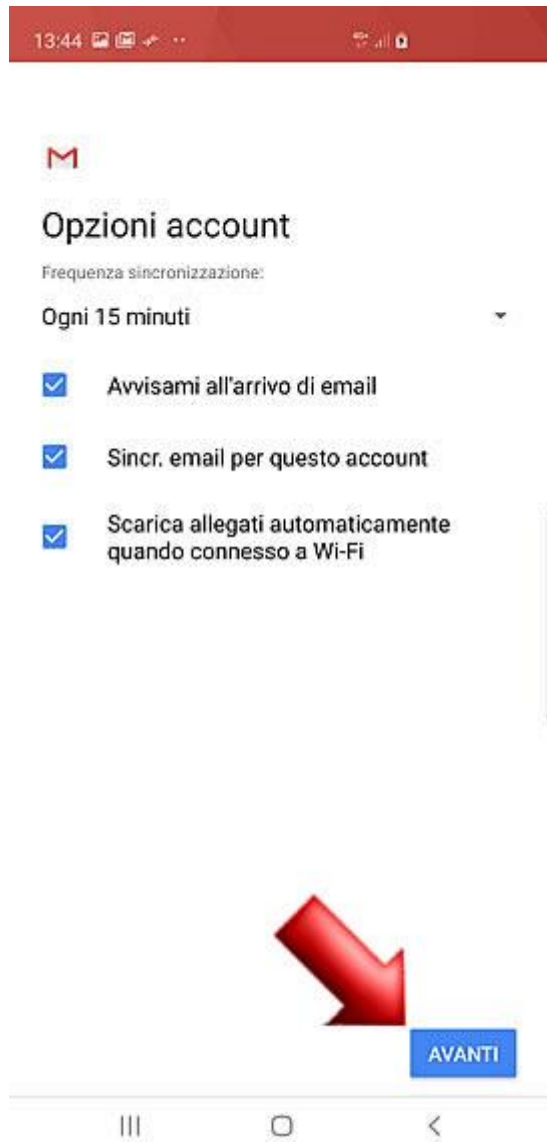 13:44
Opzioni account
Frequenza sincronizzazione:
Ogni 15 minuti
Avvisami all'arrivo di email
Sincr. email per questo account
Scarica allegati automaticamente
quando connesso a Wi-Fi
AVANTI